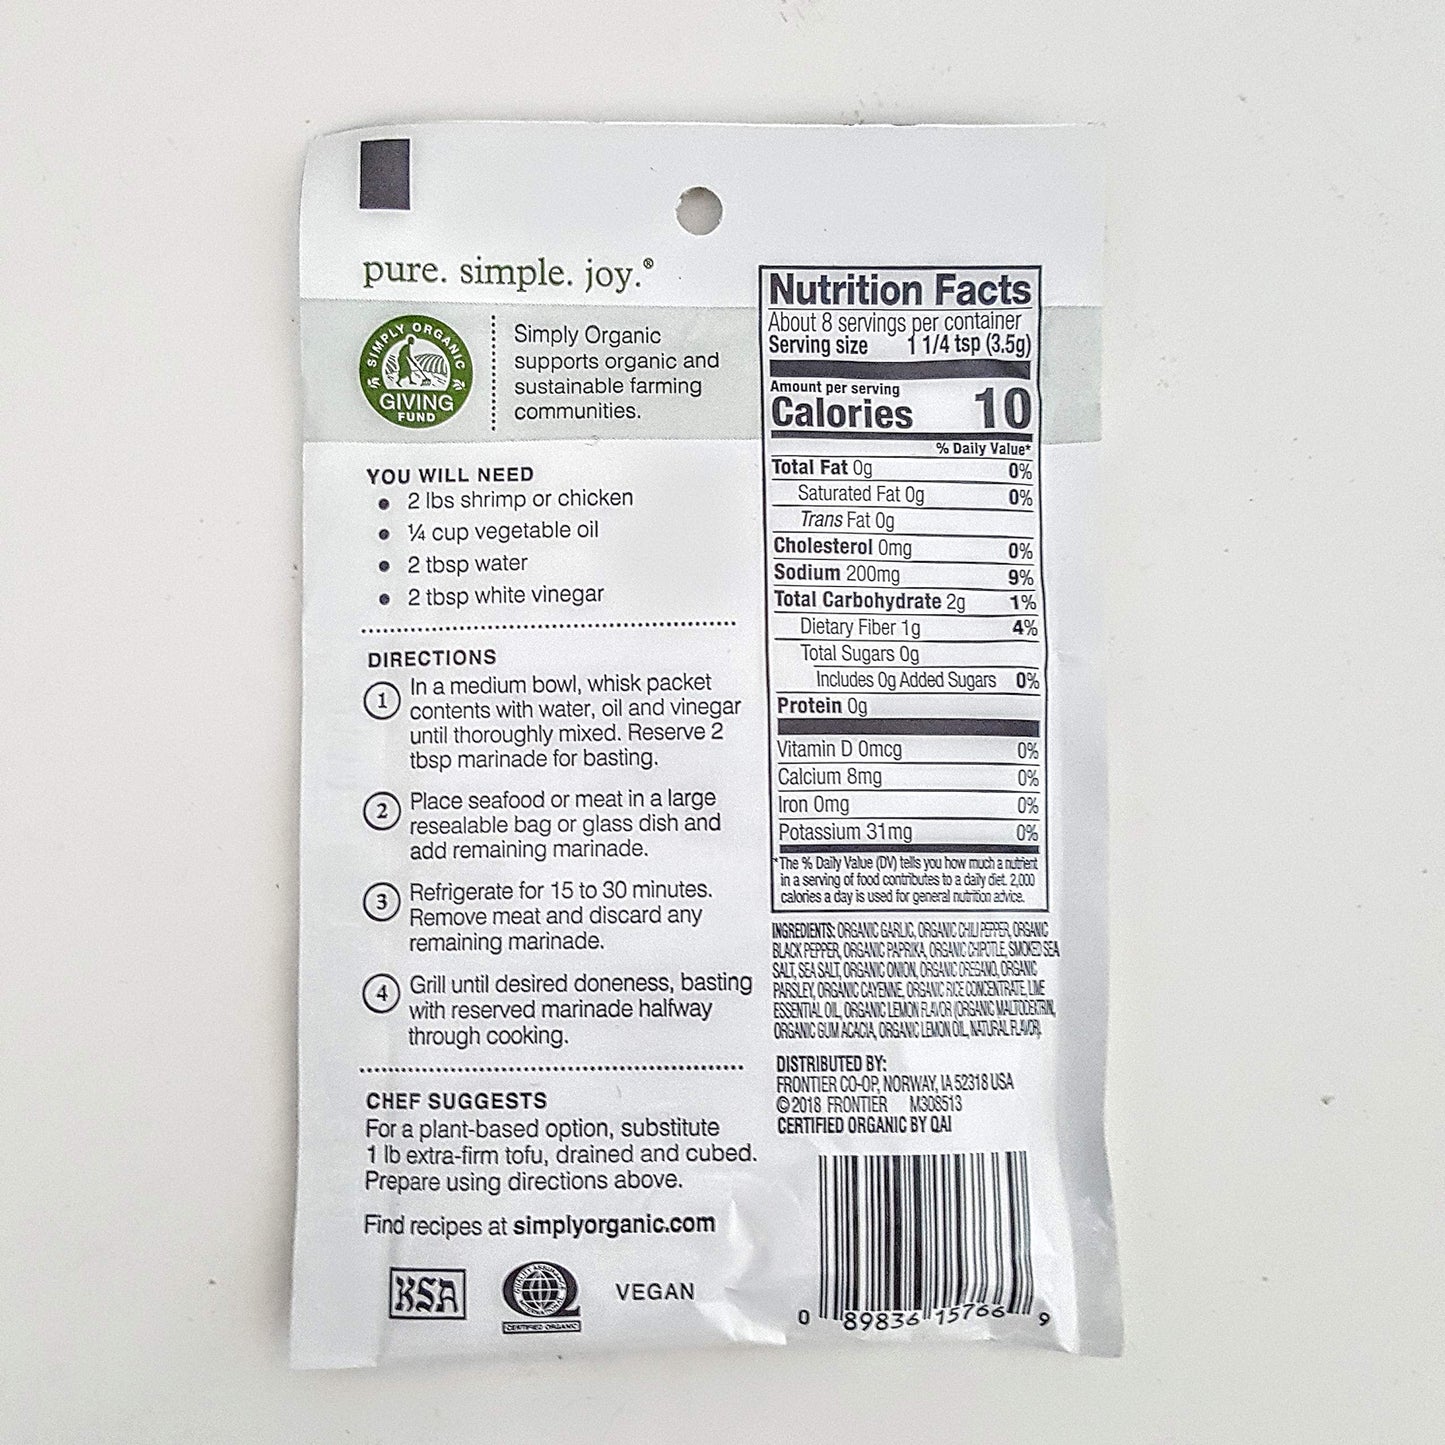 pure. simple. joy.®
SIMPLY ORGANIC
GIVING
FUND
Simply Organic
supports organic and
sustainable farming
communities.
YOU WILL NEED
• 2 lbs shrimp or chicken
• ¼ cup vegetable oil
• 2 tbsp water
• 2 tbsp white vinegar
DIRECTIONS
1 In a medium bowl, whisk packet
contents with water, oil and vinegar
until thoroughly mixed. Reserve 2
tbsp marinade for basting.
2 Place seafood or meat in a large
resealable bag or glass dish and
add remaining marinade.
3 Refrigerate for 15 to 30 minutes.
Remove meat and discard any
remaining marinade.
4 Grill until desired doneness, basting
with reserved marinade halfway
through cooking.
CHEF SUGGESTS
For a plant-based option, substitute
1 lb extra-firm tofu, drained and cubed.
Prepare using directions above.
Find recipes at simplyorganic.com
KSA
QUALITY ASSURANCE
INTERNATIONAL
CERTIFIED ORGANIC
VEGAN
Nutrition Facts
About 8 servings per container
Serving size 1 1/4 tsp (3.5g)
Amount per serving
Calories 10
% Daily Value*
Total Fat 0g 0%
Saturated Fat 0g 0%
Trans Fat 0g
Cholesterol 0mg 0%
Sodium 200mg 9%
Total Carbohydrate 2g 1%
Dietary Fiber 1g 4%
Total Sugars 0g
Includes 0g Added Sugars 0%
Protein 0g
Vitamin D 0mcg 0%
Calcium 8mg 0%
Iron 0mg 0%
Potassium 31mg 0%
*The % Daily Value (DV) tells you how much a nutrient
in a serving of food contributes to a daily diet. 2,000
calories a day is used for general nutrition advice.
INGREDIENTS: ORGANIC GARLIC, ORGANIC CHILI PEPPER, ORGANIC
BLACK PEPPER, ORGANIC PAPRIKA, ORGANIC CHIPOTLE, SMOKED SEA
SALT, SEA SALT, ORGANIC ONION, ORGANIC OREGANO, ORGANIC
PARSLEY, ORGANIC CAYENNE, ORGANIC RICE CONCENTRATE, LIME
ESSENTIAL OIL, ORGANIC LEMON FLAVOR (ORGANIC MALTODEXTRIN,
ORGANIC GUM ACACIA, ORGANIC LEMON OIL, NATURAL FLAVOR).
DISTRIBUTED BY:
FRONTIER CO-OP, NORWAY, IA 52318 USA
©2018 FRONTIER M308513
CERTIFIED ORGANIC BY QAI
0 89836 15766 9